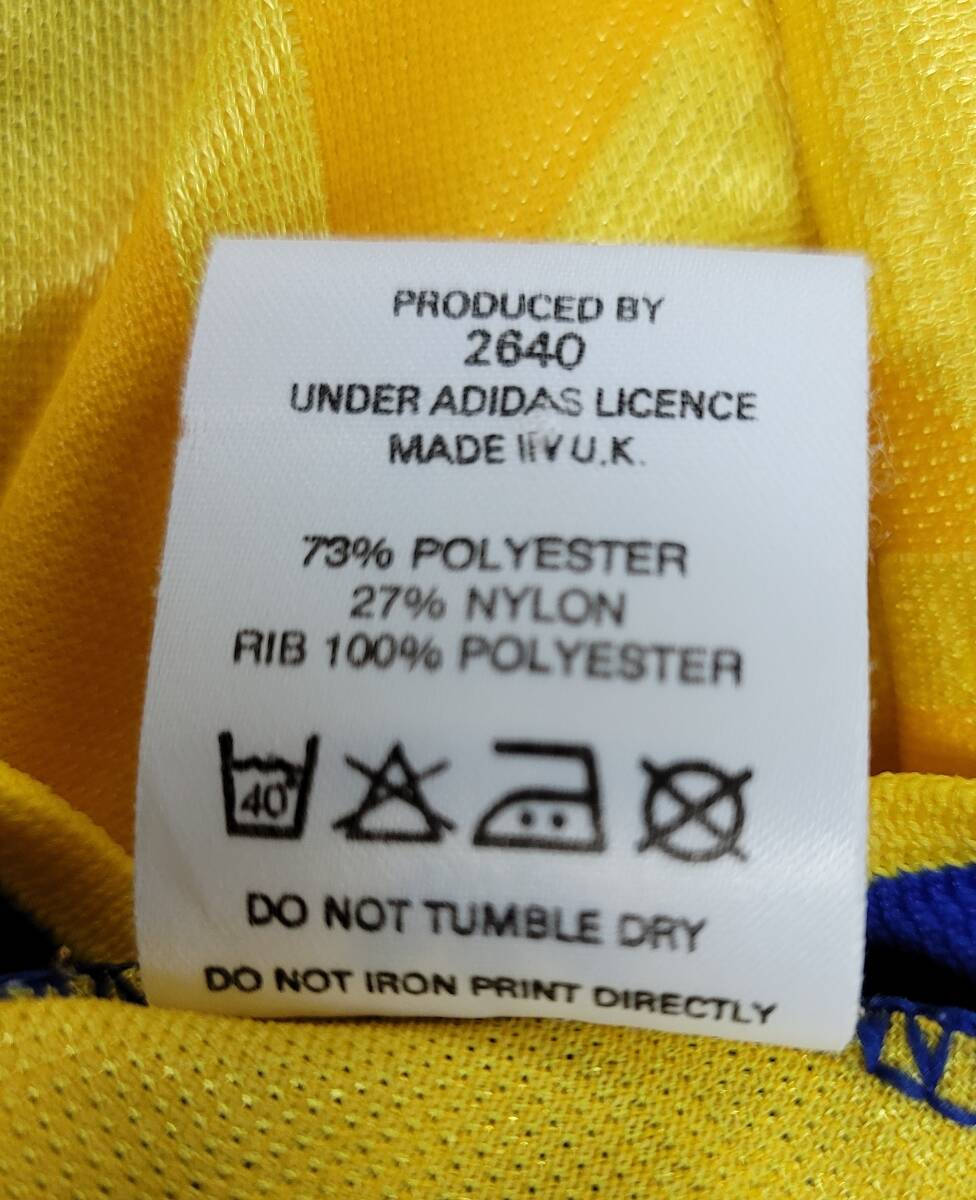 PRODUCED BY
2640
UNDER ADIDAS LICENCE
MADE IN U.K.
73% POLYESTER
27% NYLON
RIB 100% POLYESTER
40°
DO NOT TUMBLE DRY
DO NOT IRON PRINT DIRECTLY